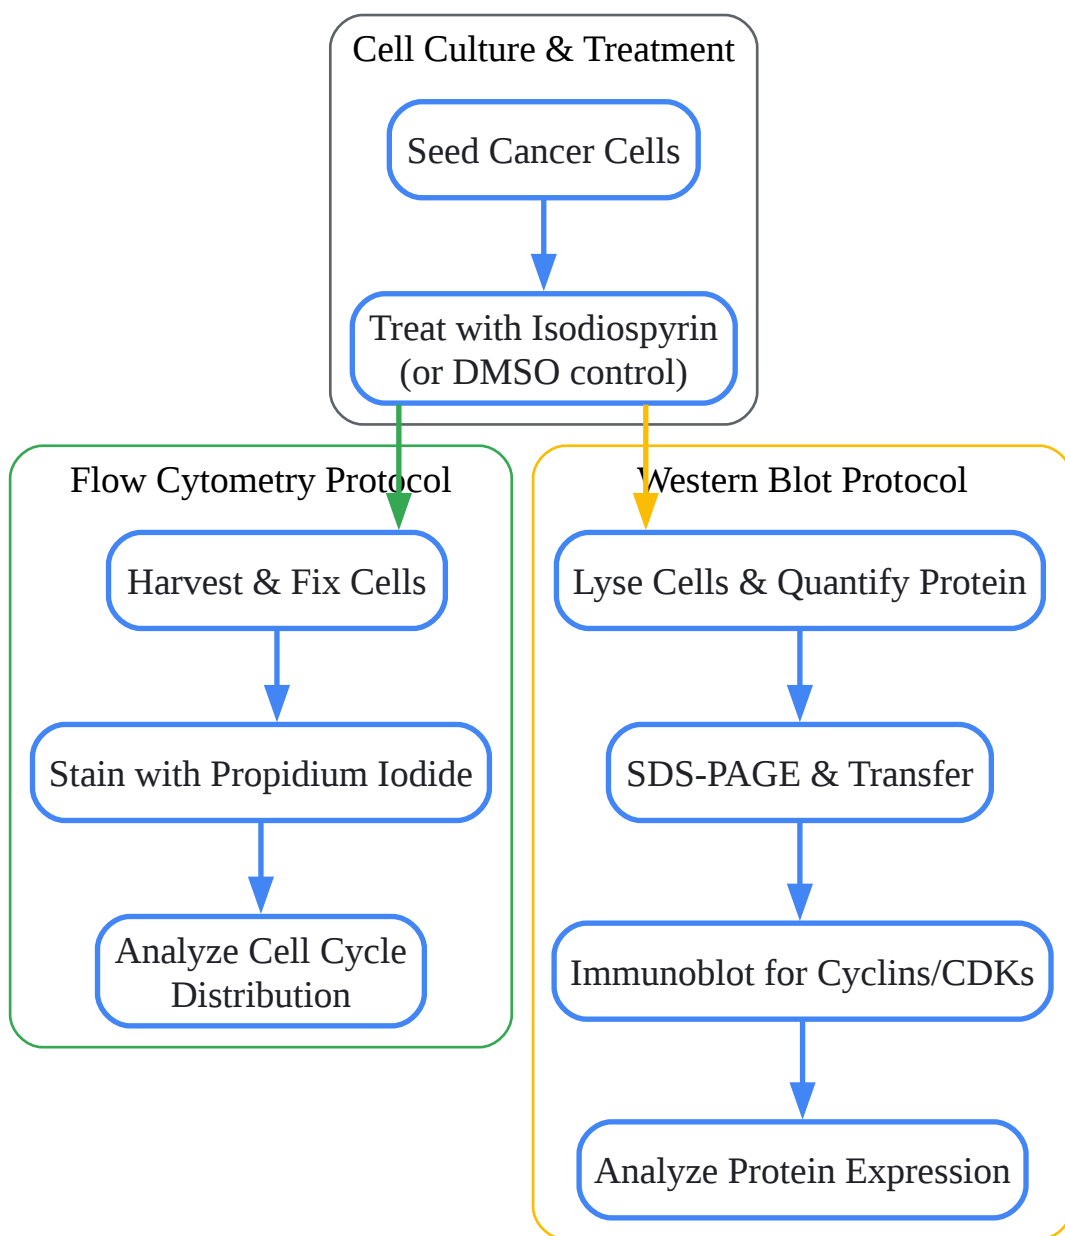 Cell Culture & Treatment
Seed Cancer Cells
Treat with Isodiospyrin
(or DMSO control)
Flow Cytometry Protocol
Harvest & Fix Cells
Stain with Propidium Iodide
Analyze Cell Cycle
Distribution
Western Blot Protocol
Lyse Cells & Quantify Protein
SDS-PAGE & Transfer
Immunoblot for Cyclins/CDKs
Analyze Protein Expression